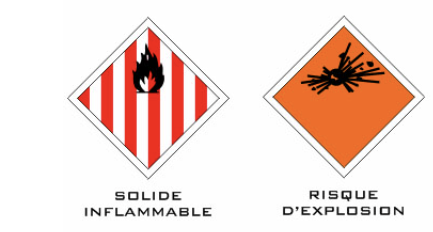 SOLIDE
INFLAMMABLE
RISQUE
D'EXPLOSION